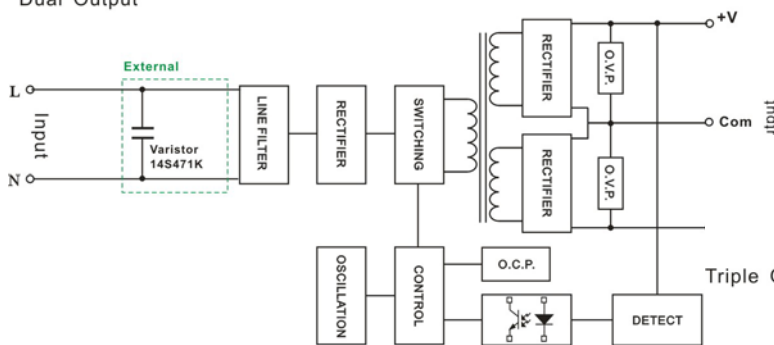 Dual Output
+V
External
L
Input
N
Varistor
14S471K
LINE FILTER
RECTIFIER
SWITCHING
RECTIFIER
RECTIFIER
O.V.P.
O.V.P.
Com
OSCILLATION
CONTROL
O.C.P.
DETECT
Triple